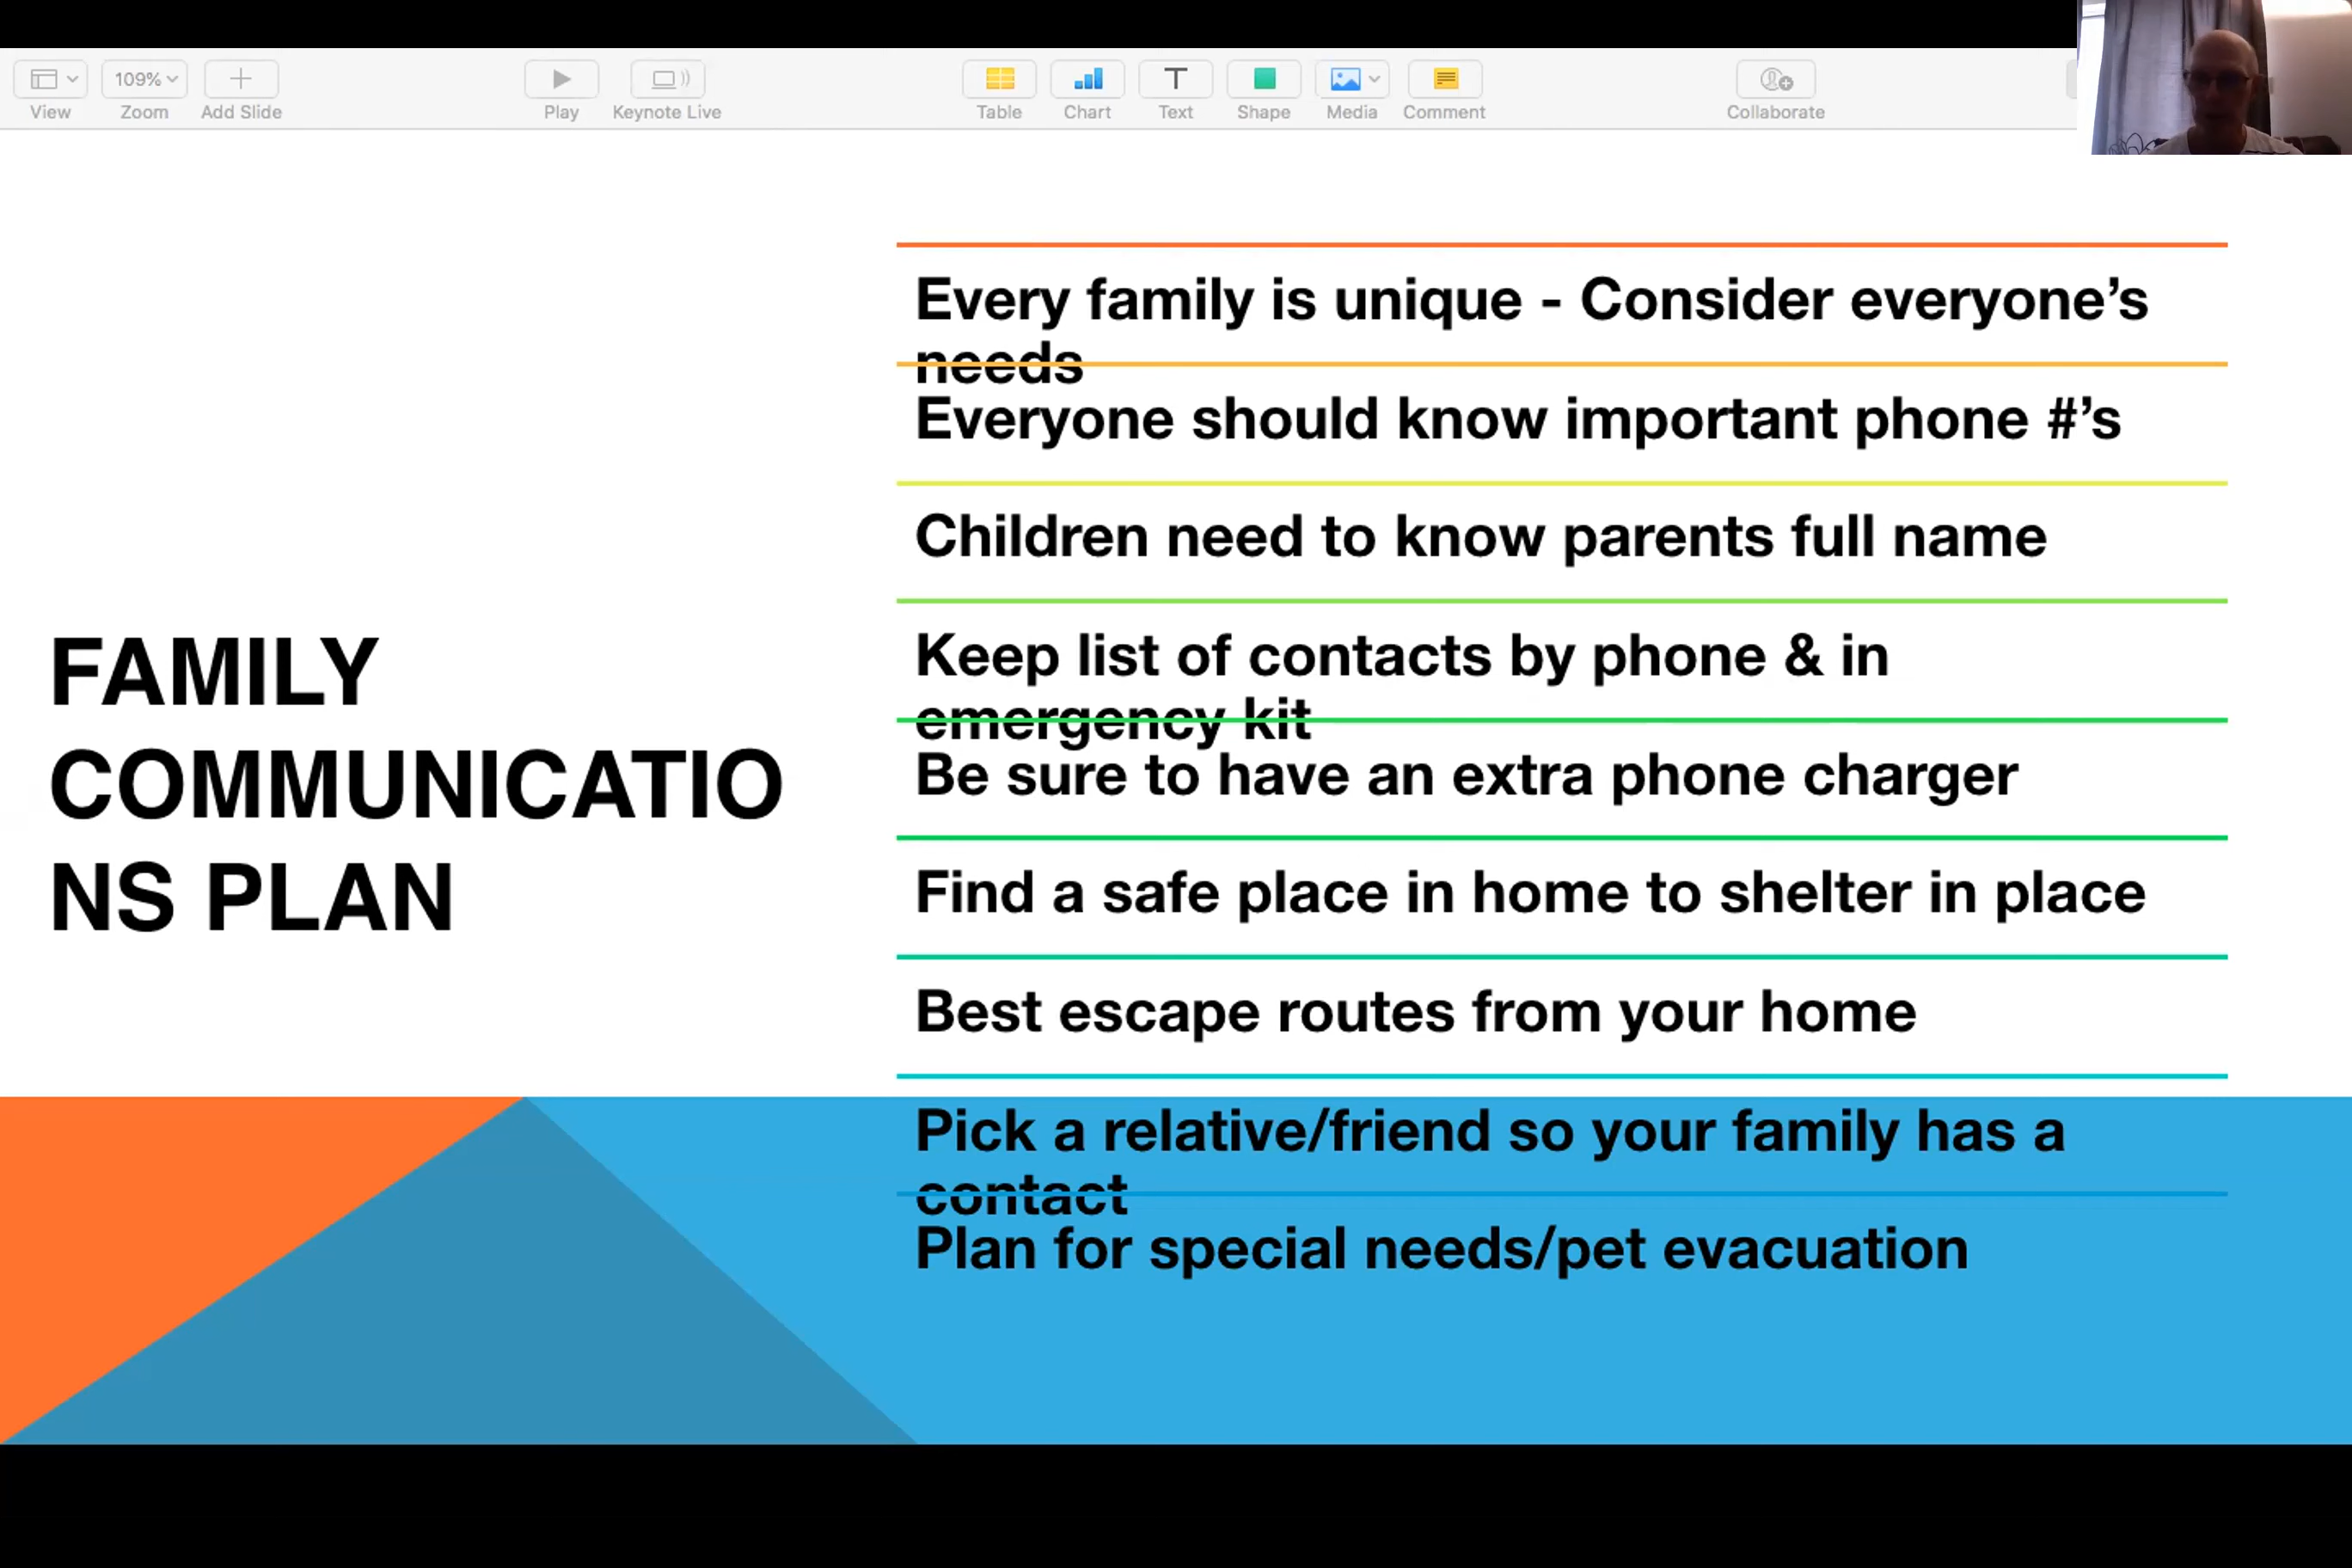 109%
View
Zoom
Add Slide
Play
Keynote Live
Table
Chart
Text
Shape
Media
Comment
Collaborate
FAMILY
COMMUNICATIO
NS PLAN
Every family is unique - Consider everyone’s
needs
Everyone should know important phone #’s
Children need to know parents full name
Keep list of contacts by phone & in
emergency kit
Be sure to have an extra phone charger
Find a safe place in home to shelter in place
Best escape routes from your home
Pick a relative/friend so your family has a
contact
Plan for special needs/pet evacuation